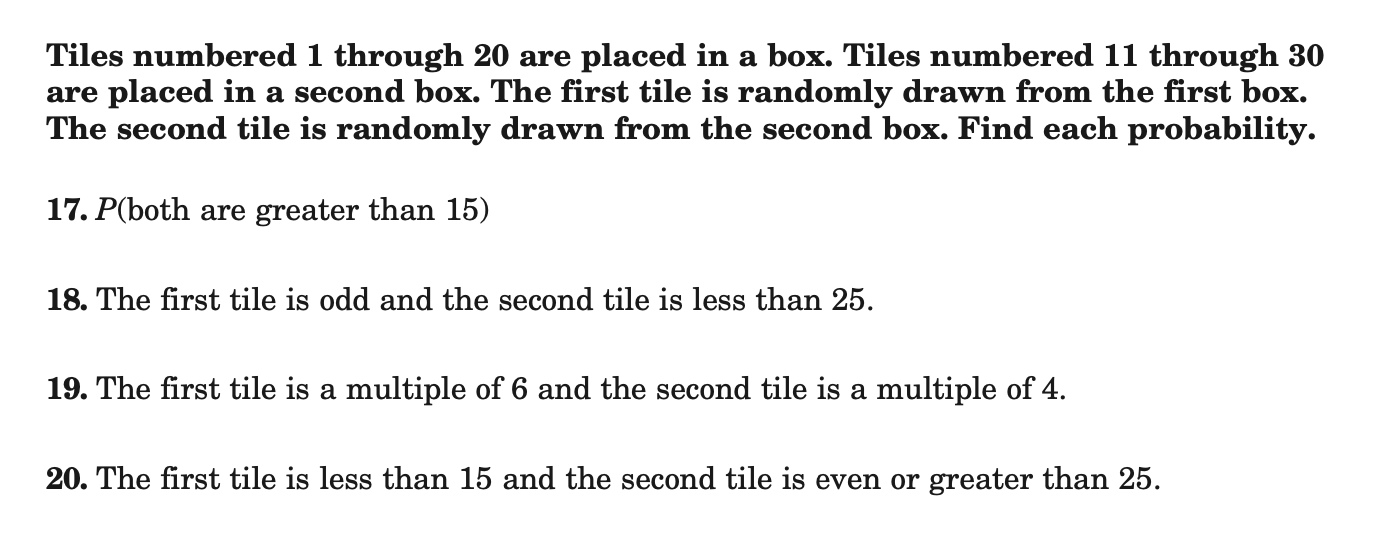 Tiles numbered 1 through 20 are placed in a box. Tiles numbered 11 through 30
are placed in a second box. The first tile is randomly drawn from the first box.
The second tile is randomly drawn from the second box. Find each probability.
17. P(both are greater than 15)
18. The first tile is odd and the second tile is less than 25.
19. The first tile is a multiple of 6 and the second tile is a multiple of 4.
20. The first tile is less than 15 and the second tile is even or greater than 25.